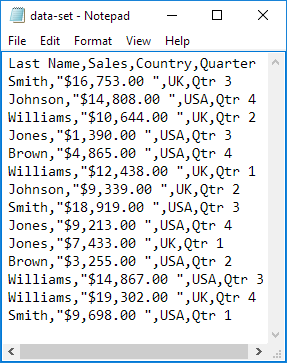 data-set - Notepad
File Edit Format View Help
Last Name,Sales,Country,Quarter
Smith,"$16,753.00 ",UK,Qtr 3
Johnson,"$14,808.00 ",USA,Qtr 4
Williams,"$10,644.00 ",UK,Qtr 2
Jones,"$1,390.00 ",USA,Qtr 3
Brown,"$4,865.00 ",USA,Qtr 4
Williams,"$12,438.00 ",UK,Qtr 1
Johnson,"$9,339.00 ",UK,Qtr 2
Smith,"$18,919.00 ",USA,Qtr 3
Jones,"$9,213.00 ",USA,Qtr 4
Jones,"$7,433.00 ",UK,Qtr 1
Brown,"$3,255.00 ",USA,Qtr 2
Williams,"$14,867.00 ",USA,Qtr 3
Williams,"$19,302.00 ",UK,Qtr 4
Smith,"$9,698.00 ",USA,Qtr 1